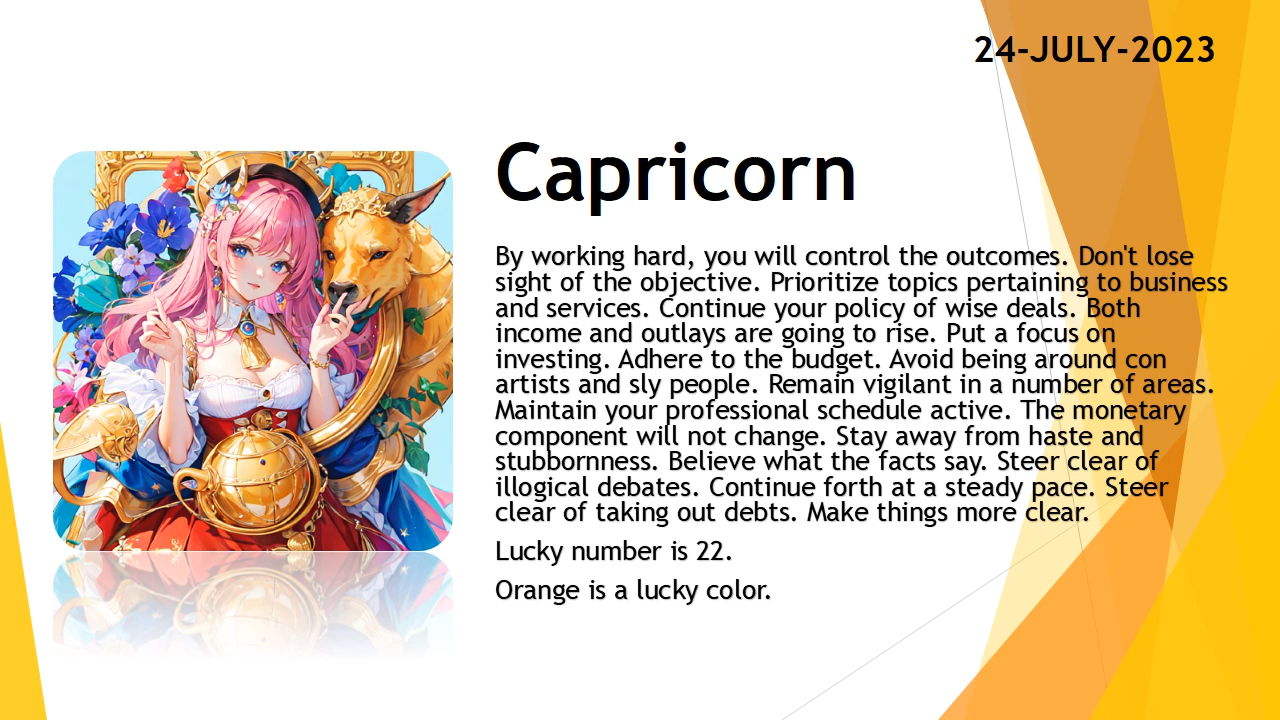 24-JULY-2023
Capricorn
By working hard, you will control the outcomes. Don't lose
sight of the objective. Prioritize topics pertaining to business
and services. Continue your policy of wise deals. Both
income and outlays are going to rise. Put a focus on
investing. Adhere to the budget. Avoid being around con
artists and sly people. Remain vigilant in a number of areas.
Maintain your professional schedule active. The monetary
component will not change. Stay away from haste and
stubbornness. Believe what the facts say. Steer clear of
illogical debates. Continue forth at a steady pace. Steer
clear of taking out debts. Make things more clear.
Lucky number is 22.
Orange is a lucky color.